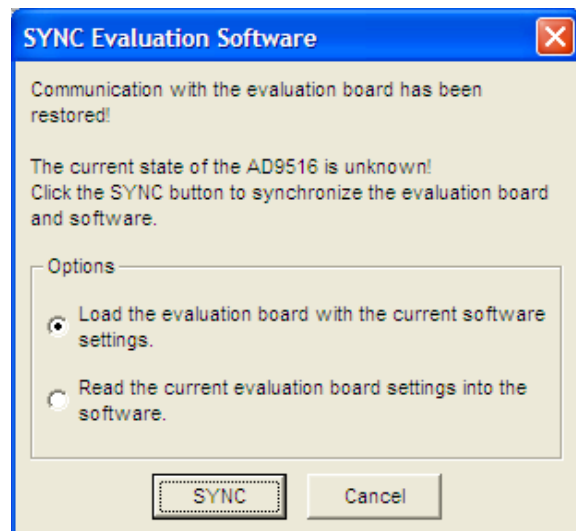 SYNC Evaluation Software
Communication with the evaluation board has been
restored!
The current state of the AD9516 is unknown!
Click the SYNC button to synchronize the evaluation board
and software.
Options
Load the evaluation board with the current software
settings.
Read the current evaluation board settings into the
software.
SYNC
Cancel